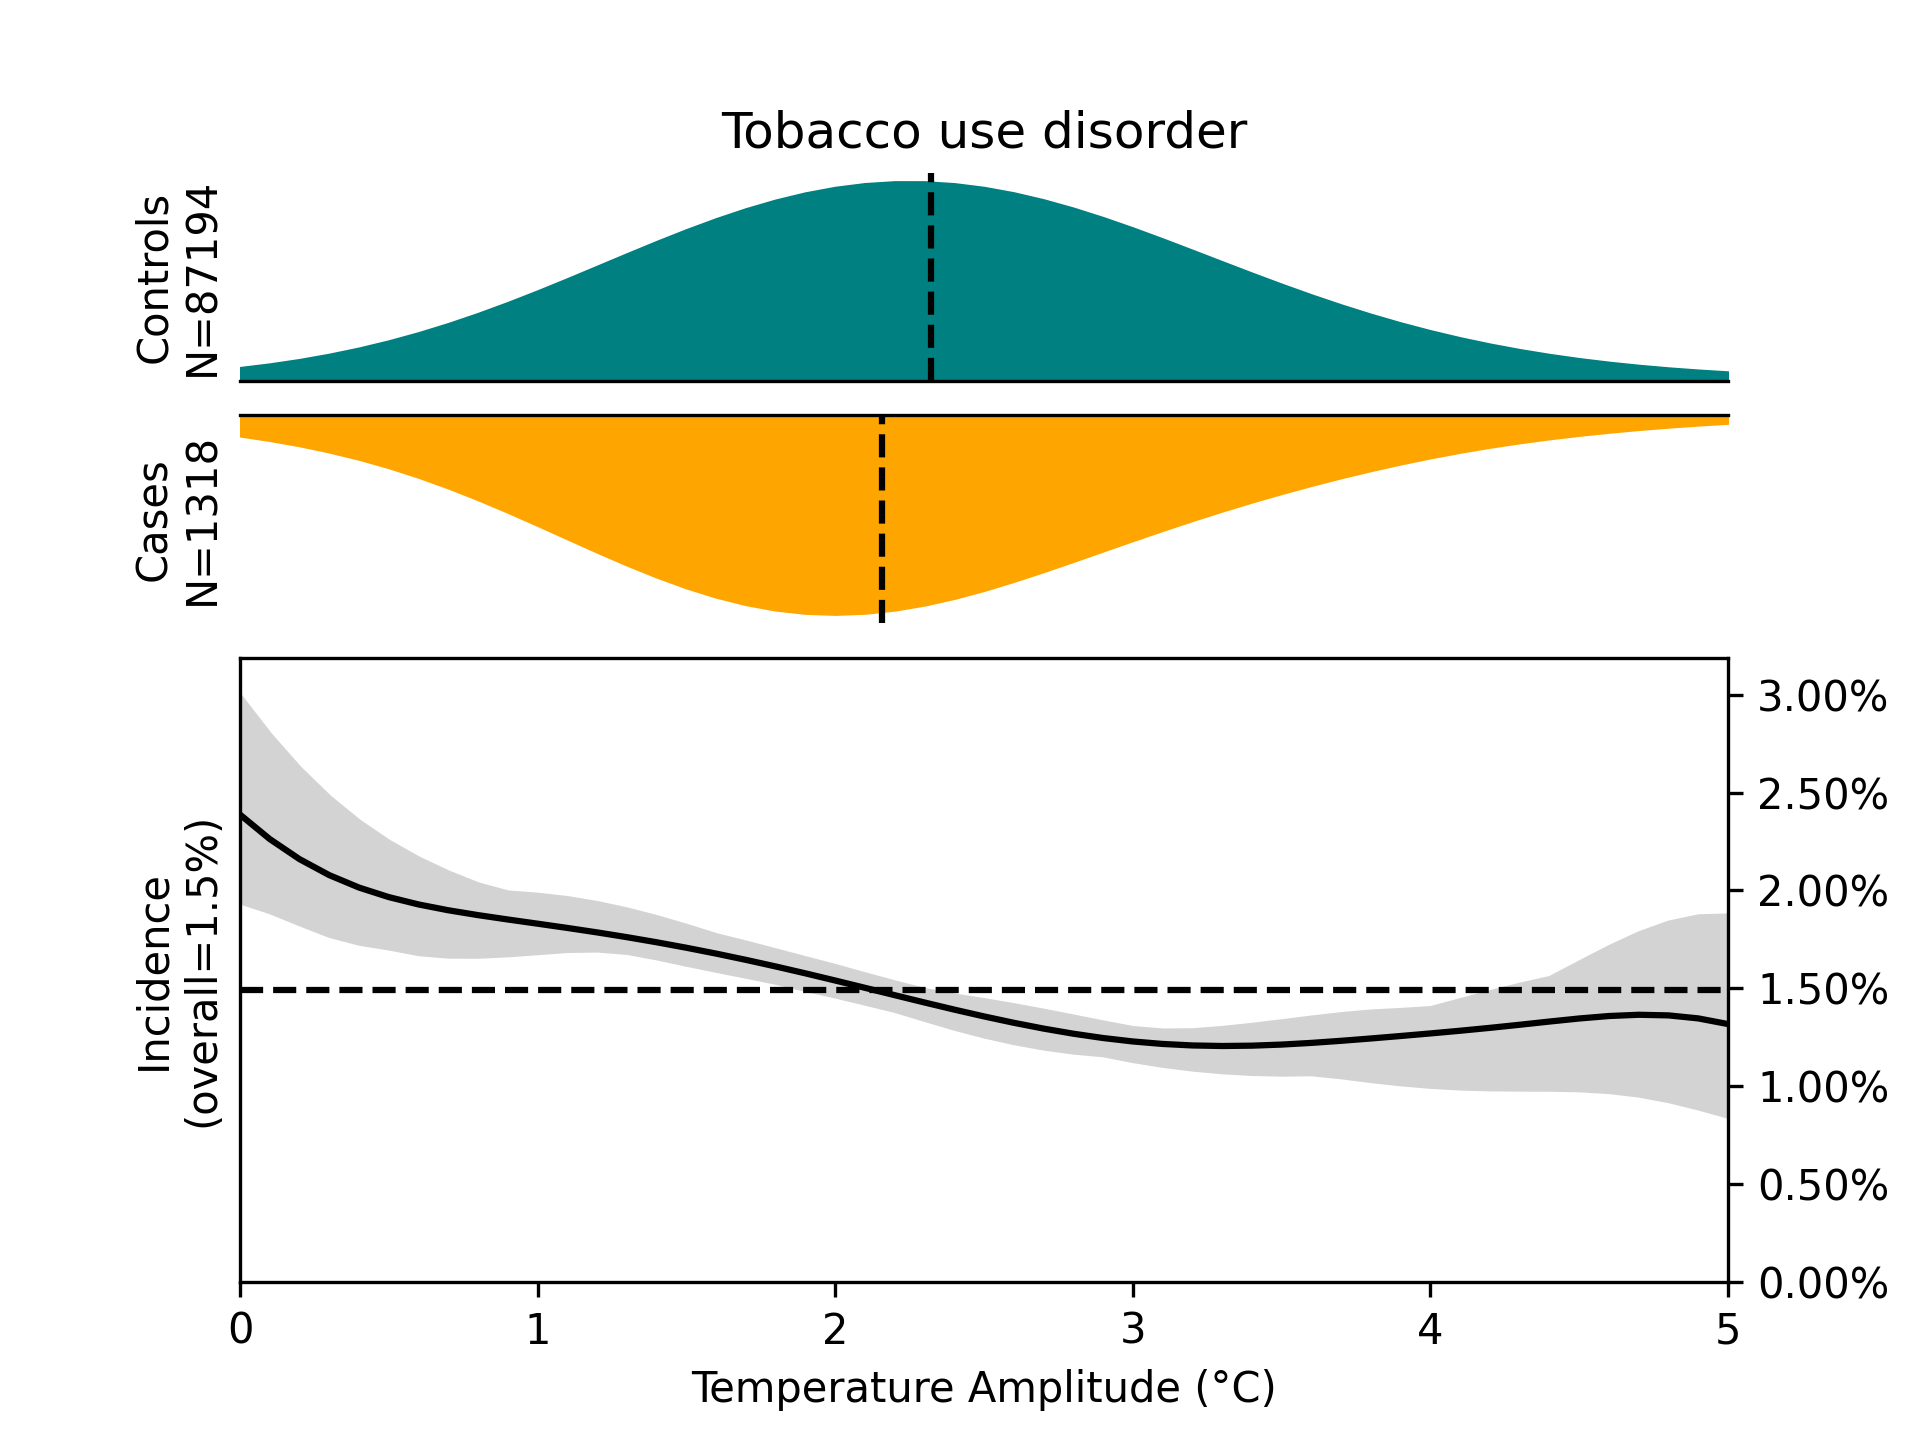 Tobacco use disorder
Controls
N=87194
Cases
N=1318
Incidence
(overall=1.5%)
3.00%
2.50%
2.00%
1.50%
1.00%
0.50%
0.00%
0 1 2 3 4 5
Temperature Amplitude (°C)